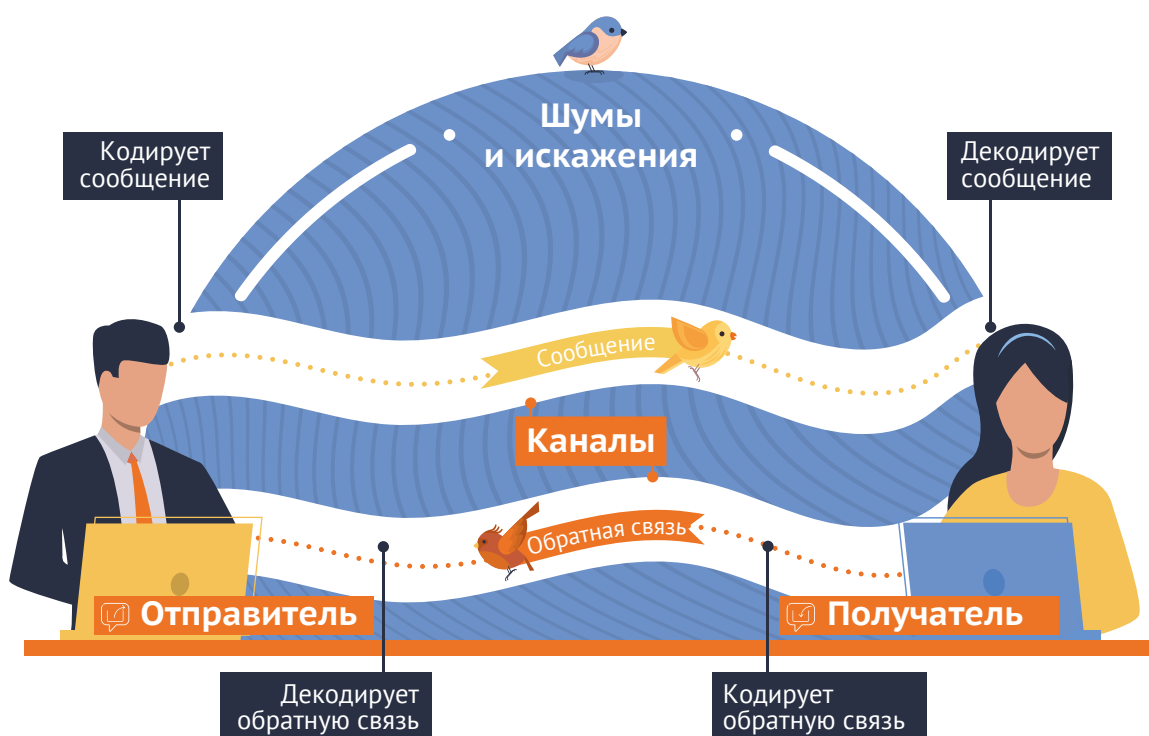 Шумы
и искажения
Кодирует
сообщение
Декодирует
сообщение
Сообщение
Каналы
Обратная связь
Отправитель
Получатель
Декодирует
обратную связь
Кодирует
обратную связь